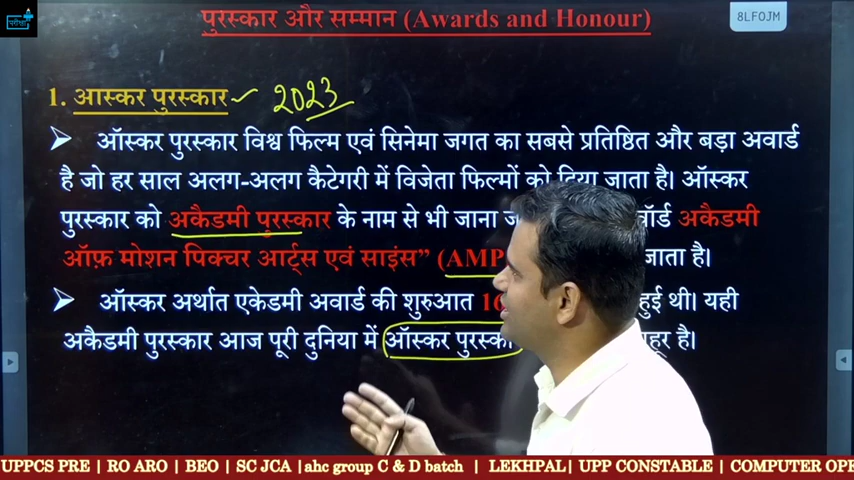 परीक्षा
पुरस्कार और सम्मान (Awards and Honour)
8LFOJM
1. आस्कर पुरस्कार 2023
➤ ऑस्कर पुरस्कार विश्व फिल्म एवं सिनेमा जगत का सबसे प्रतिष्ठित और बड़ा अवार्ड
है जो हर साल अलग-अलग कैटेगरी में विजेता फिल्मों को दिया जाता है। ऑस्कर
पुरस्कार को अकैडमी पुरस्कार के नाम से भी जाना अकैडमी
ऑफ़ मोशन पिक्चर आर्ट्स एवं साइंस” (AMP जाता है।
➤ ऑस्कर अर्थात एकेडमी अवार्ड की शुरुआत 16 हुई थी। यही
अकैडमी पुरस्कार आज पूरी दुनिया में ऑस्कर है।
UPPCS PRE | RO ARO | BEO | SC JCA |ahc group C & D batch | LEKHPAL| UPP CONSTABLE | COMPUTER OPE